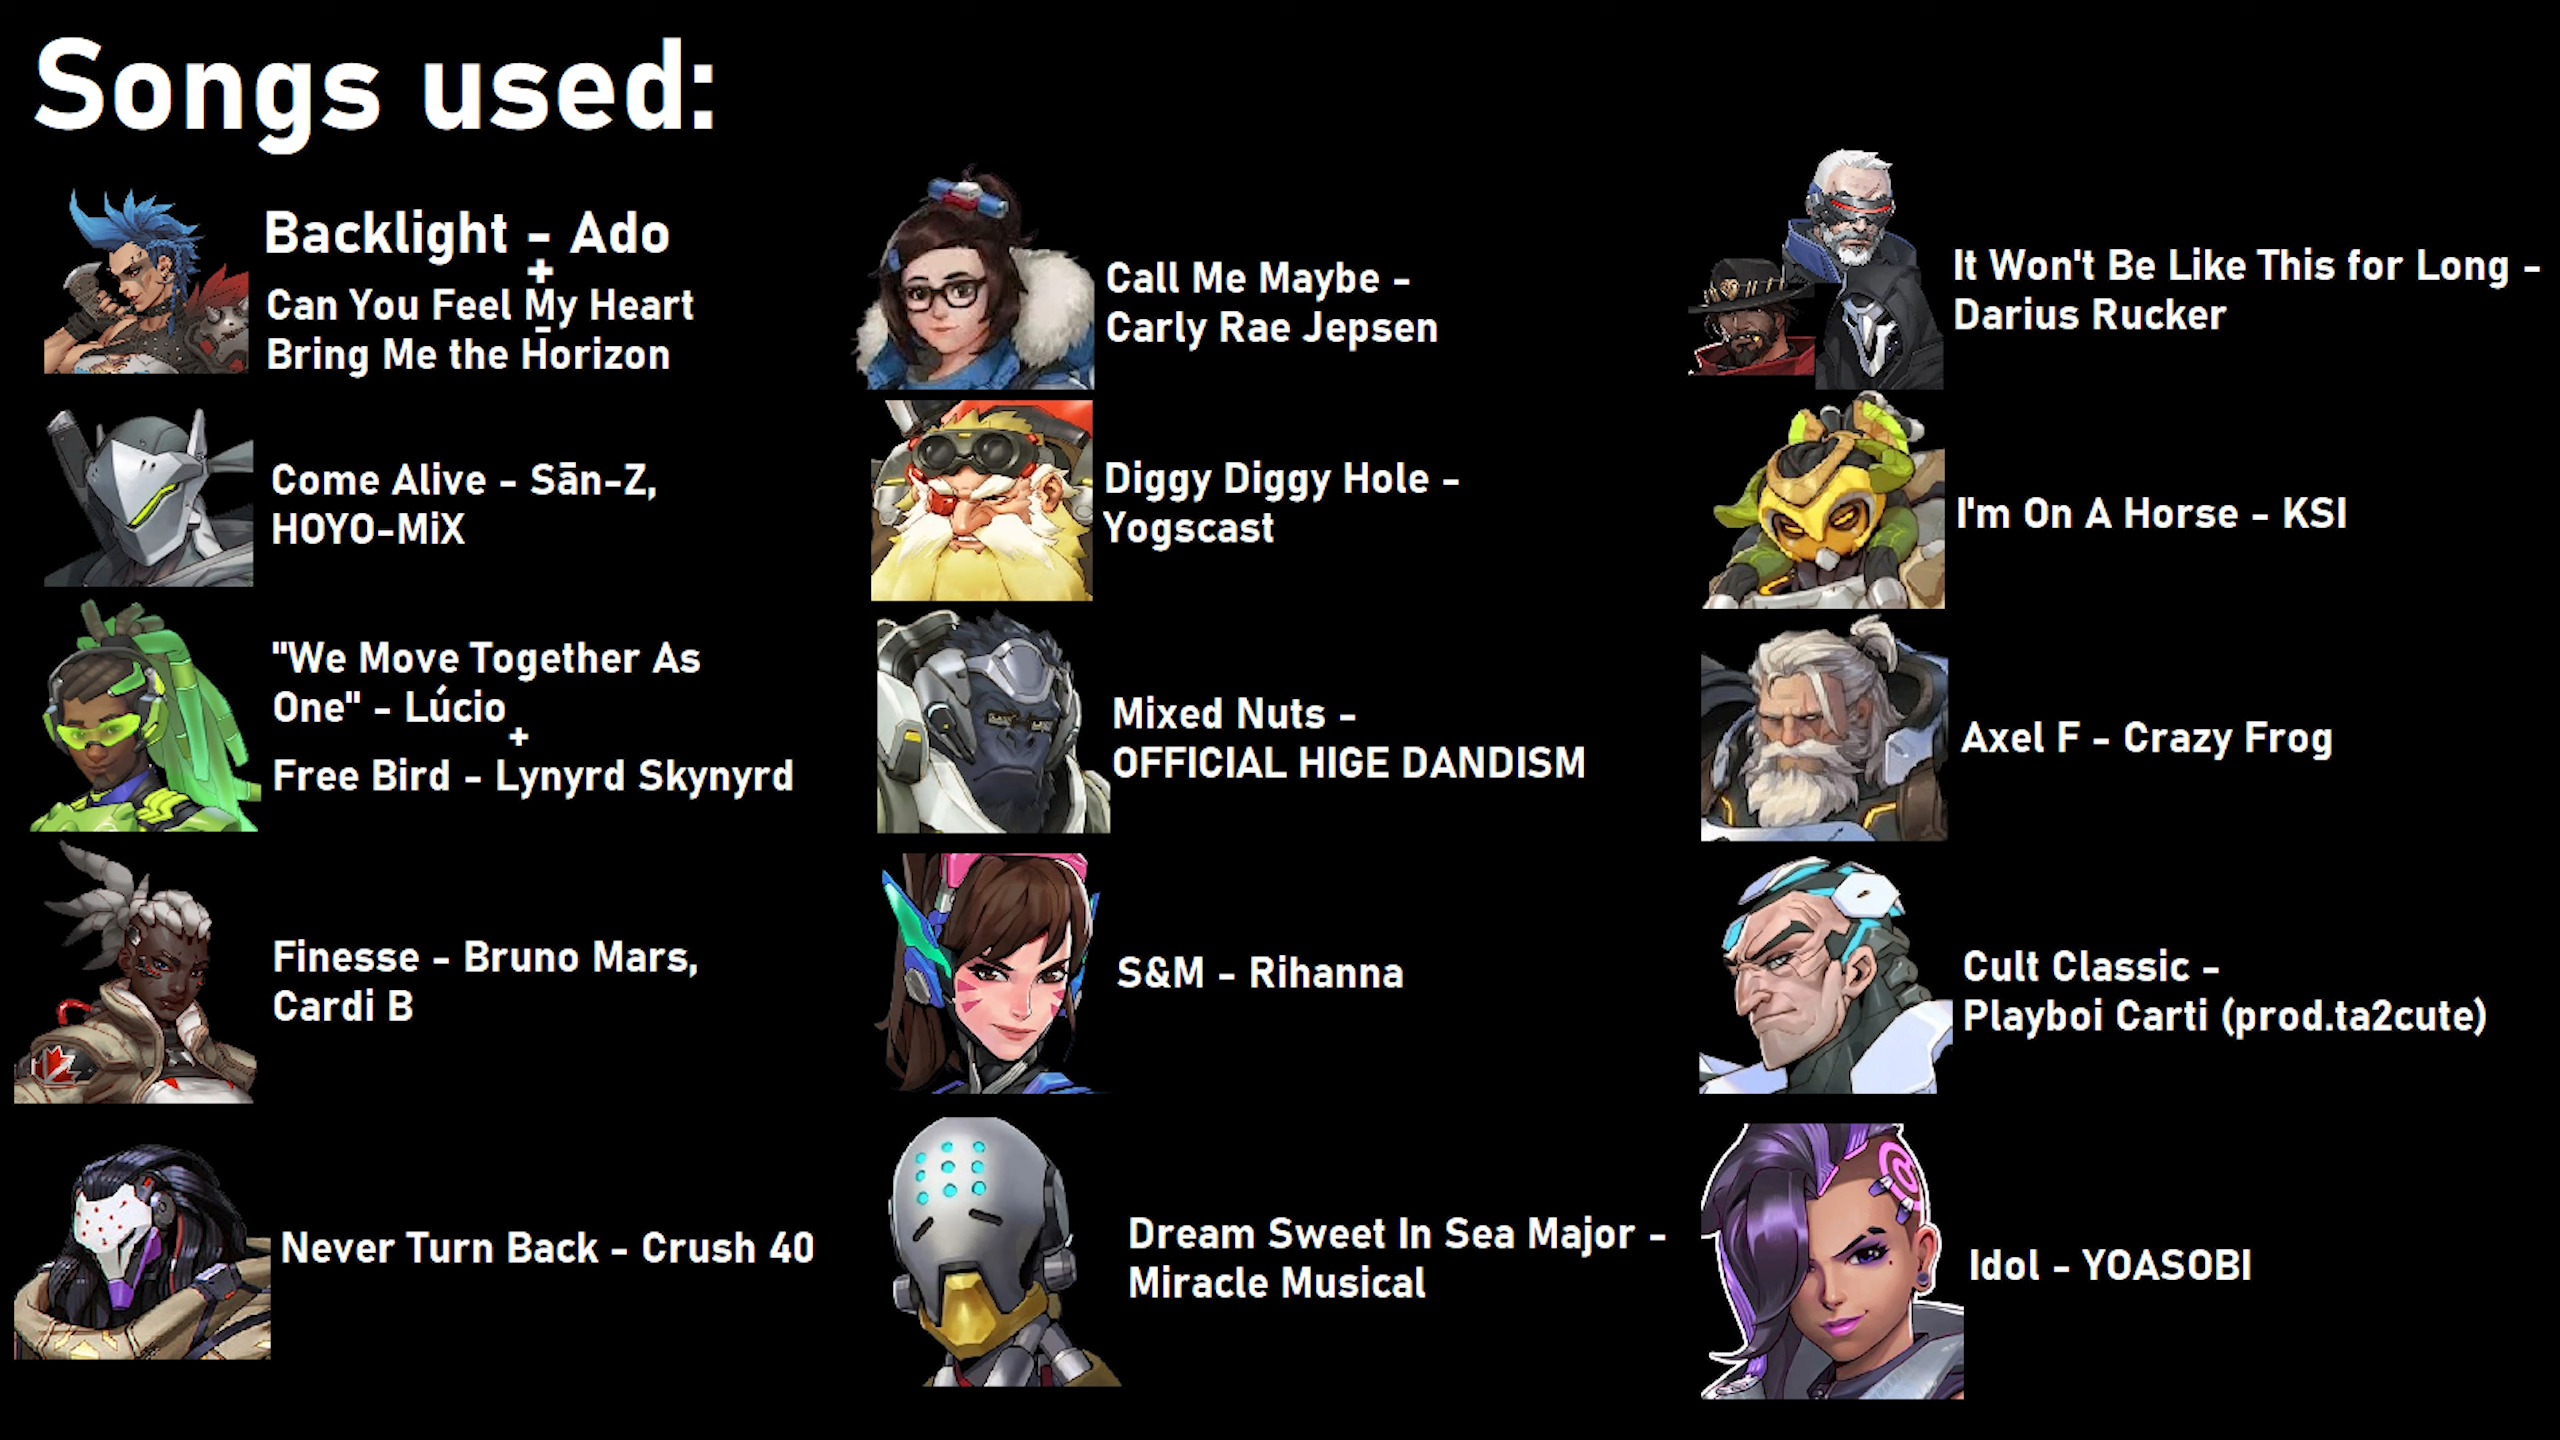 Songs used:
Backlight - Ado
+
Can You Feel My Heart
-
Bring Me the Horizon
Come Alive - Sān-Z,
HOYO-MiX
"We Move Together As
One" - Lúcio
+
Free Bird - Lynyrd Skynyrd
Finesse - Bruno Mars,
Cardi B
Never Turn Back - Crush 40
Call Me Maybe -
Carly Rae Jepsen
Diggy Diggy Hole -
Yogscast
Mixed Nuts -
OFFICIAL HIGE DANDISM
S&M - Rihanna
Dream Sweet In Sea Major -
Miracle Musical
It Won't Be Like This for Long -
Darius Rucker
I'm On A Horse - KSI
Axel F - Crazy Frog
Cult Classic -
Playboi Carti (prod.ta2cute)
Idol - YOASOBI